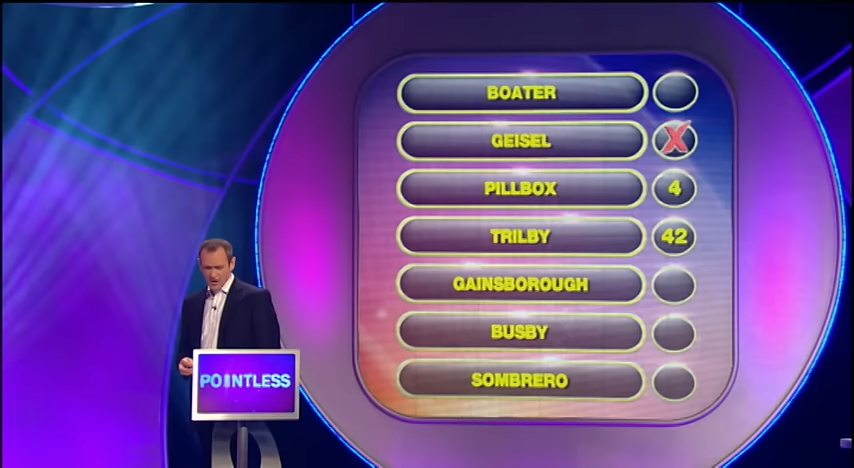 BOATER
GEISEL
X
PILLBOX
4
TRILBY
42
GAINSBOROUGH
BUSBY
SOMBRERO
POINTLESS